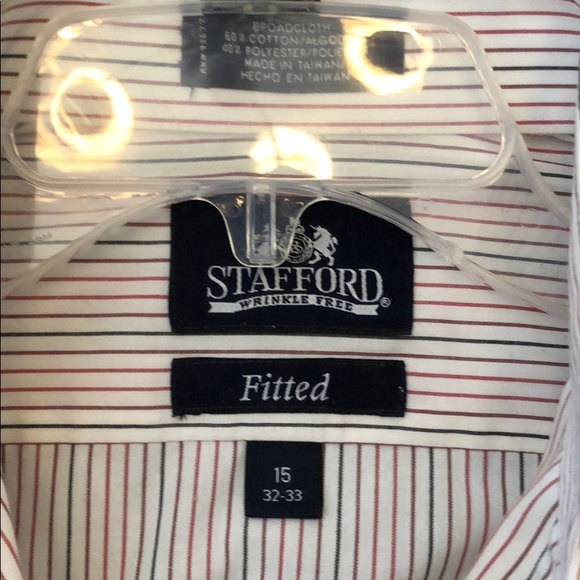 BROADCLOTH
60% COTTON/ALGOD
40% POLYESTER/POLIE
MADE IN TAIWAN/
HECHO EN TAIWAN
STAFFORD®
WRINKLE FREE
Fitted
15
32-33